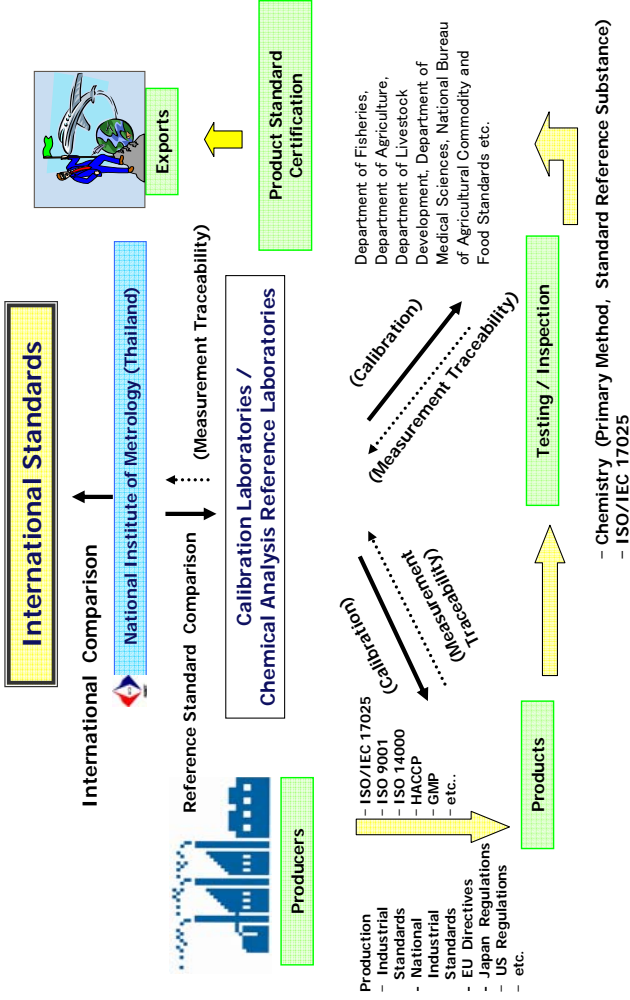 International Standards
International Comparison
National Institute of Metrology (Thailand)
Reference Standard Comparison
(Measurement Traceability)
Calibration Laboratories /
Chemical Analysis Reference Laboratories
Exports
Product Standard
Certification
Producers
Production
- Industrial
Standards
- National
Industrial
Standards
- EU Directives
- Japan Regulations
- US Regulations
- etc.
- ISO/IEC 17025
- ISO 9001
- ISO 14000
- HACCP
- GMP
- etc..
(Calibration)
(Measurement
Traceability)
(Calibration)
(Measurement Traceability)
Department of Fisheries,
Department of Agriculture,
Department of Livestock
Development, Department of
Medical Sciences, National Bureau
of Agricultural Commodity and
Food Standards etc.
Products
Testing / Inspection
- Chemistry (Primary Method, Standard Reference Substance)
- ISO/IEC 17025